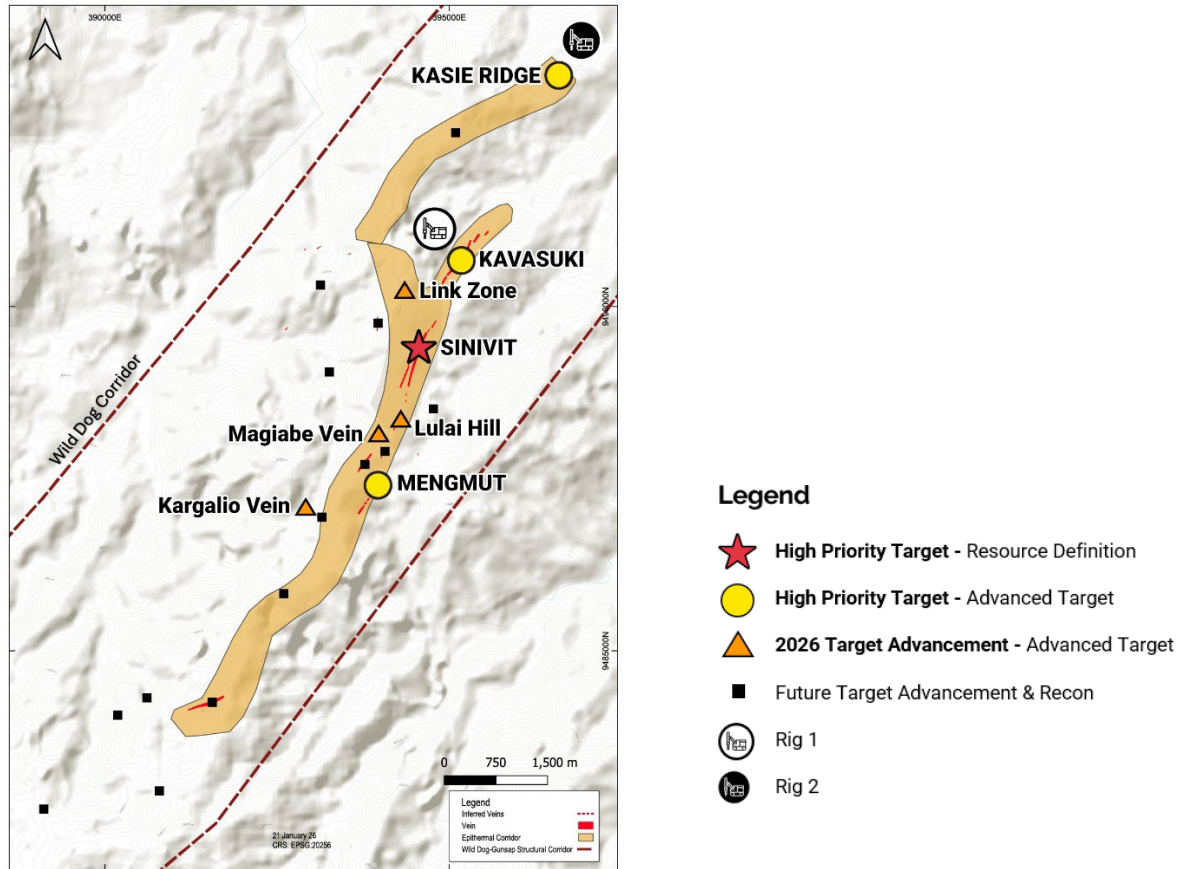 390000E
395000E
KASIE RIDGE
KAVASUKI
Link Zone
9490000N
SINIVIT
Wild Dog Corridor
Lulai Hill
Magiabe Vein
MENGMUT
Kargalio Vein
9485000N
0 750 1,500 m
Legend
Inferred Veins
Vein
Epithermal Corridor
Wild Dog-Gunsap Structural Corridor
21 January 26
CRS: EPSG:20256
Legend
High Priority Target - Resource Definition
High Priority Target - Advanced Target
2026 Target Advancement - Advanced Target
Future Target Advancement & Recon
Rig 1
Rig 2